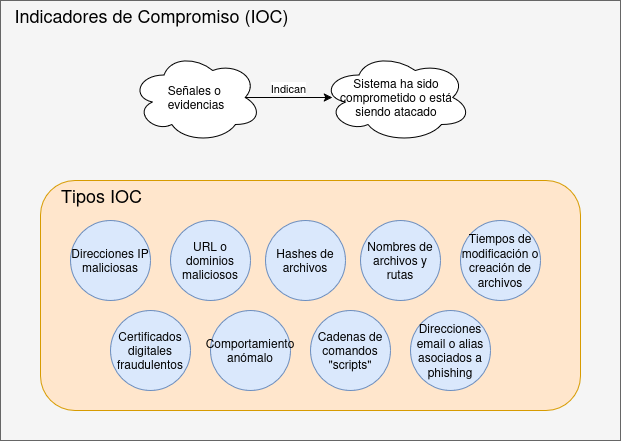 Indicadores de Compromiso (IOC)
Señales o
evidencias
Indican
Sistema ha sido
comprometido o está
siendo atacado
Tipos IOC
Direcciones IP
maliciosas
URL o
dominios
maliciosos
Hashes de
archivos
Nombres de
archivos y
rutas
Tiempos de
modificación o
creación de
archivos
Certificados
digitales
fraudulentos
Comportamiento
anómalo
Cadenas de
comandos
"scripts"
Direcciones
email o alias
asociados a
phishing